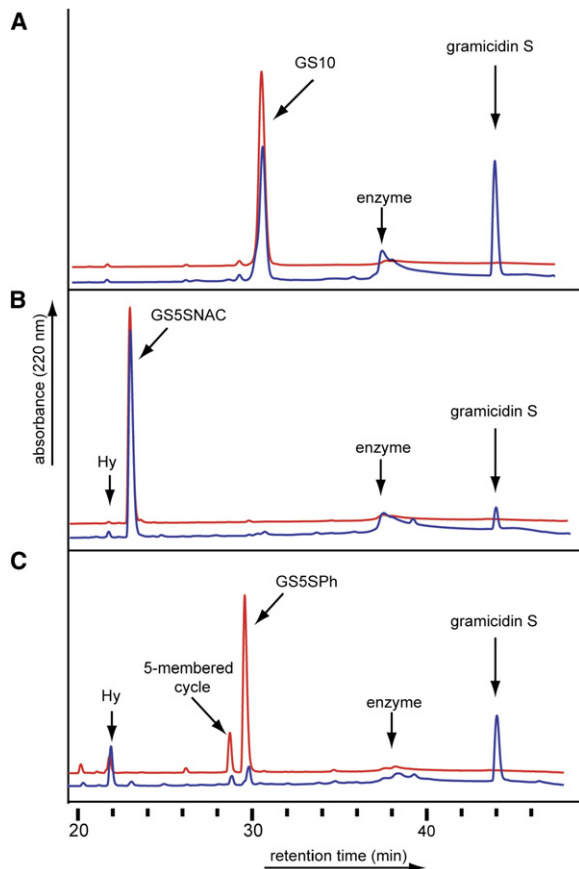 A
GS10
gramicidin S
enzyme
B
GS5SNAC
gramicidin S
enzyme
Hy
C
GS5SPh
gramicidin S
5-membered
cycle
Hy
enzyme
absorbance (220 nm)
20 30 40
retention time (min)